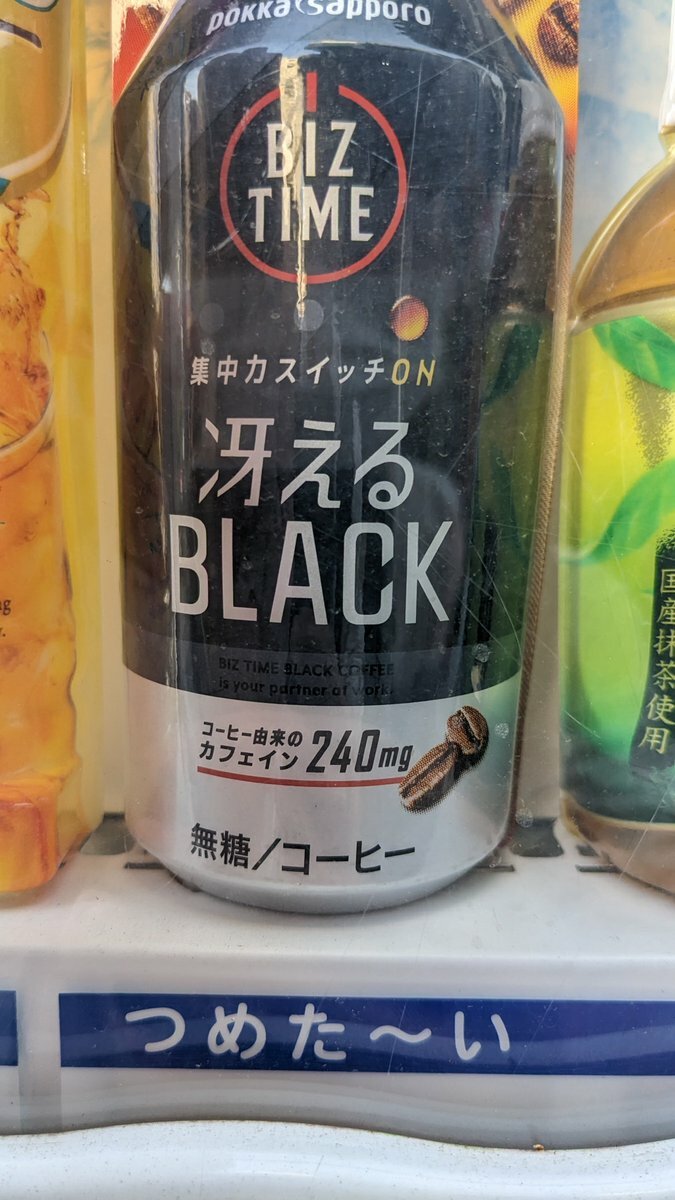 pokka sapporo
BIZ
TIME
集中力スイッチON
冴える
BLACK
BIZ TIME BLACK COFFEE
is your partner at work.
コーヒー由来の
カフェイン 240mg
無糖/コーヒー
国産抹茶使用
つめた〜い